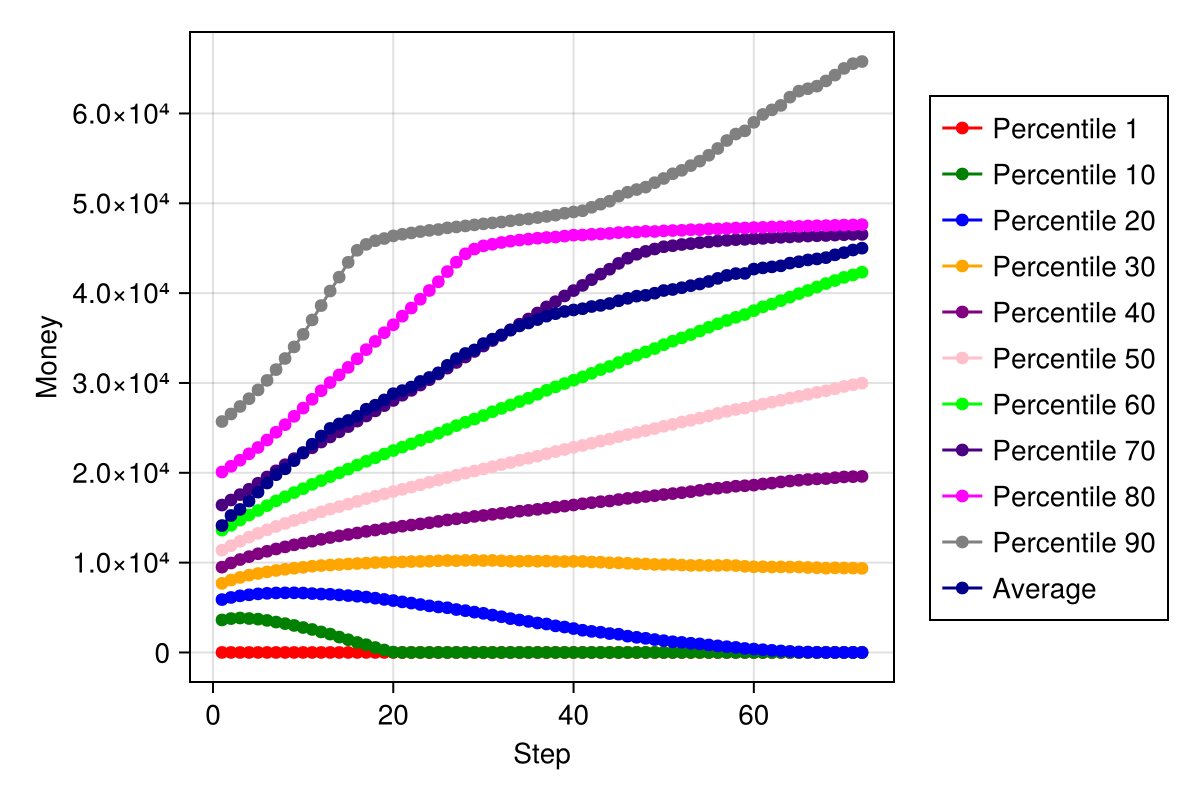 6.0×10⁴
5.0×10⁴
4.0×10⁴
3.0×10⁴
2.0×10⁴
1.0×10⁴
0
Money
0 20 40 60
Step
Percentile 1
Percentile 10
Percentile 20
Percentile 30
Percentile 40
Percentile 50
Percentile 60
Percentile 70
Percentile 80
Percentile 90
Average